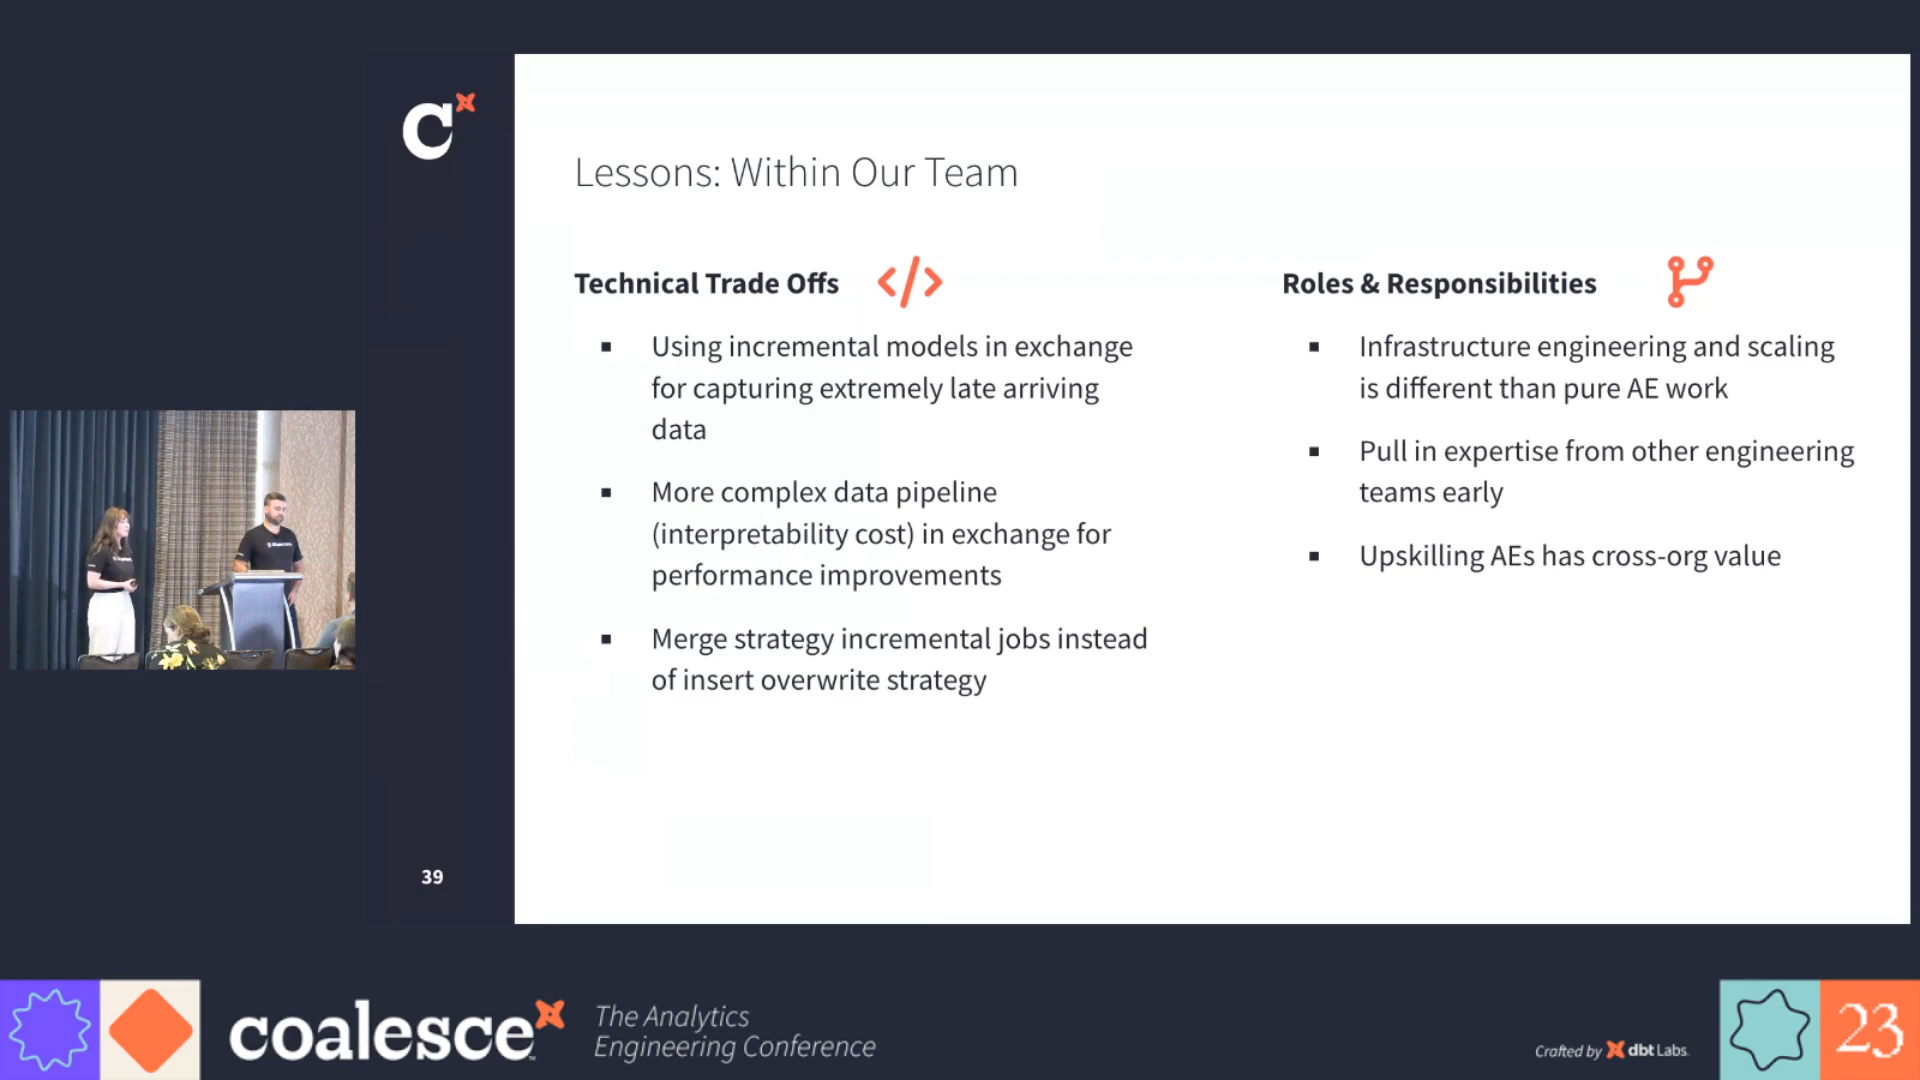 Lessons: Within Our Team
Technical Trade Offs
Using incremental models in exchange
for capturing extremely late arriving
data
More complex data pipeline
(interpretability cost) in exchange for
performance improvements
Merge strategy incremental jobs instead
of insert overwrite strategy
Roles & Responsibilities
Infrastructure engineering and scaling
is different than pure AE work
Pull in expertise from other engineering
teams early
Upskilling AEs has cross-org value
39
coalesce
The Analytics
Engineering Conference
Crafted by dbt Labs.
23